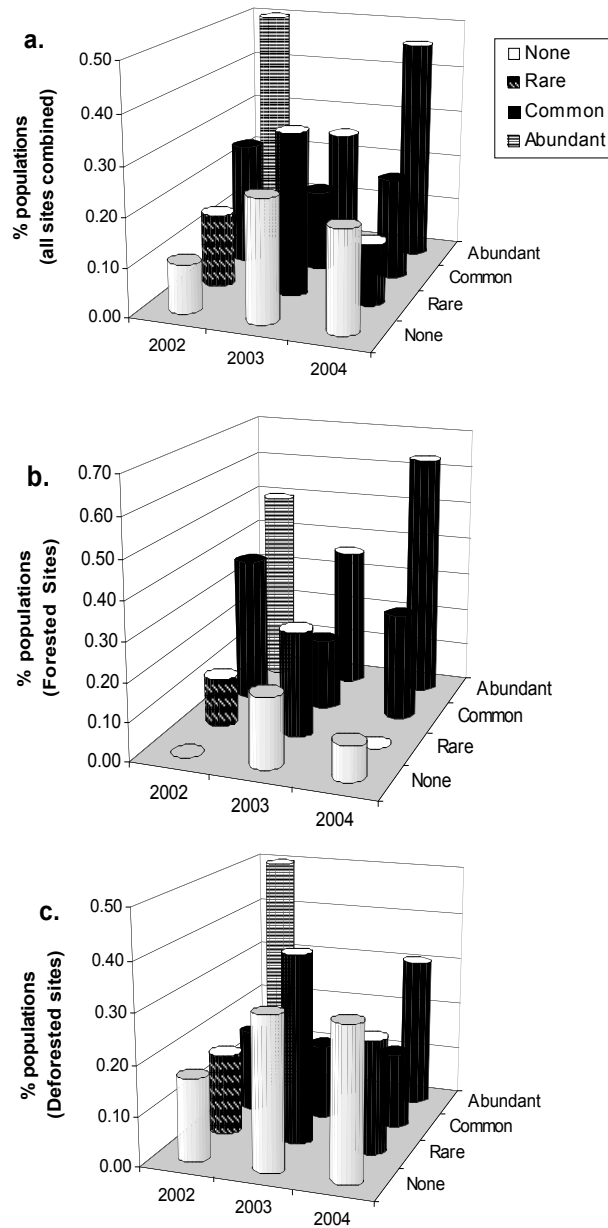 a.
% populations
(all sites combined)
0.50
0.40
0.30
0.20
0.10
0.00
2002
2003
2004
None
Rare
Common
Abundant
None
Rare
Common
Abundant
b.
% populations
(Forested Sites)
0.70
0.60
0.50
0.40
0.30
0.20
0.10
0.00
2002
2003
2004
None
Rare
Common
Abundant
c.
% populations
(Deforested sites)
0.50
0.40
0.30
0.20
0.10
0.00
2002
2003
2004
None
Rare
Common
Abundant